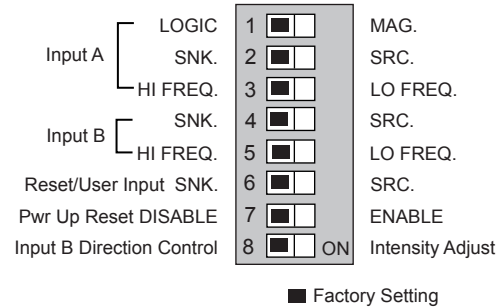 LOGIC 1 MAG.
Input A SNK. 2 SRC.
HI FREQ. 3 LO FREQ.
Input B SNK. 4 SRC.
HI FREQ. 5 LO FREQ.
Reset/User Input SNK. 6 SRC.
Pwr Up Reset DISABLE 7 ENABLE
Input B Direction Control 8 ON Intensity Adjust
Factory Setting